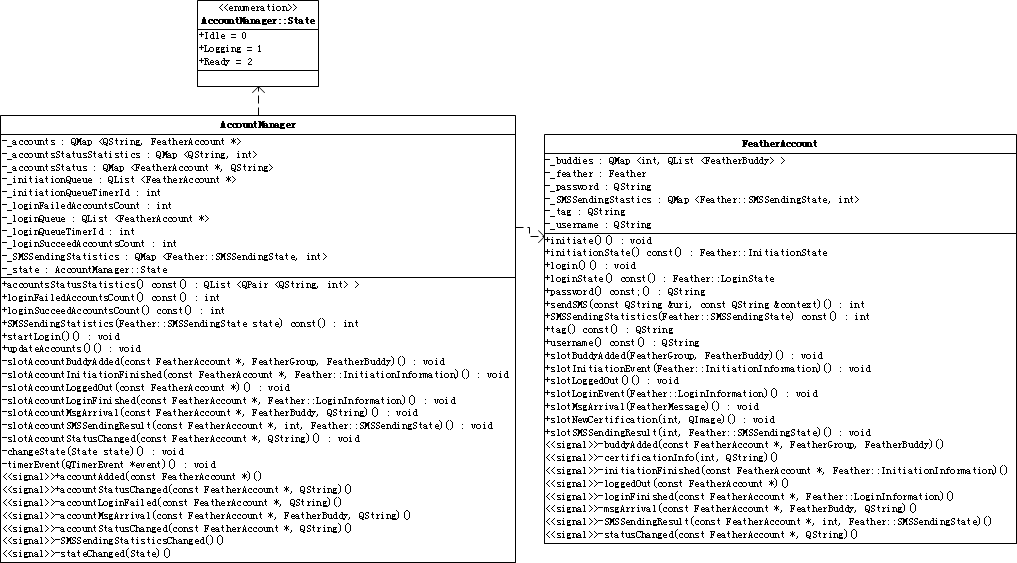 <<enumeration>>
AccountManager::State
+Idle = 0
+Logging = 1
+Ready = 2
AccountManager
-_accounts : QMap <QString, FeatherAccount *>
-_accountsStatusStatistics : QMap <QString, int>
-_accountsStatus : QMap <FeatherAccount *, QString>
-_initiationQueue : QList <FeatherAccount *>
-_initiationQueueTimerId : int
-_loginFailedAccountsCount : int
-_loginQueue : QList <FeatherAccount *>
-_loginQueueTimerId : int
-_loginSucceedAccountsCount : int
-_SMSSendingStatistics : QMap <Feather::SMSSendingState, int>
-_state : AccountManager::State
+accountsStatusStatistics() const() : QList <QPair <QString, int> >
+loginFailedAccountsCount() const() : int
+loginSucceedAccountsCount() const() : int
+SMSSendingStatistics(Feather::SMSSendingState state) const() : int
+startLogin()() : void
+updateAccounts()() : void
-slotAccountBuddyAdded(const FeatherAccount *, FeatherGroup, FeatherBuddy)() : void
-slotAccountInitiationFinished(const FeatherAccount *, Feather::InitiationInformation)() : void
-slotAccountLoggedOut(const FeatherAccount *)() : void
-slotAccountLoginFinished(const FeatherAccount *, Feather::LoginInformation)() : void
-slotAccountMsgArrival(const FeatherAccount *, FeatherBuddy, QString)() : void
-slotAccountSMSSendingResult(const FeatherAccount *, int, Feather::SMSSendingState)() : void
-slotAccountStatusChanged(const FeatherAccount *, QString)() : void
-changeState(State state)() : void
-timerEvent(QTimerEvent *event)() : void
<<signal>>+accountAdded(const FeatherAccount *)()
<<signal>>+accountStatusChanged(const FeatherAccount *, QString)()
<<signal>>-accountLoginFailed(const FeatherAccount *, QString)()
<<signal>>+accountMsgArrival(const FeatherAccount *, FeatherBuddy, QString)()
<<signal>>-accountStatusChanged(const FeatherAccount *, QString)()
<<signal>>-SMSSendingStatisticsChanged()()
<<signal>>-stateChanged(State)()
FeatherAccount
-_buddies : QMap <int, QList <FeatherBuddy> >
-_feather : Feather
-_password : QString
-_SMSSendingStastics : QMap <Feather::SMSSendingState, int>
-_tag : QString
-_username : QString
+initiate()() : void
+initiationState() const() : Feather::InitiationState
+login()() : void
+loginState() const() : Feather::LoginState
+password() const;() : QString
+sendSMS(const QString &uri, const QString &context)() : int
+SMSSendingStatistics(Feather::SMSSendingState) const() : int
+tag() const() : QString
+username() const() : QString
+slotBuddyAdded(FeatherGroup, FeatherBuddy)() : void
+slotInitiationEvent(Feather::InitiationInformation)() : void
+slotLoggedOut()() : void
+slotLoginEvent(Feather::LoginInformation)() : void
+slotMsgArrival(FeatherMessage)() : void
+slotNewCertification(int, QImage)() : void
+slotSMSSendingResult(int, Feather::SMSSendingState)() : void
<<signal>>-buddyAdded(const FeatherAccount *, FeatherGroup, FeatherBuddy)()
<<signal>>-certificationInfo(int, QString)()
<<signal>>-initiationFinished(const FeatherAccount *, Feather::InitiationInformation)()
<<signal>>-loggedOut(const FeatherAccount *)()
<<signal>>-loginFinished(const FeatherAccount *, Feather::LoginInformation)()
<<signal>>-msgArrival(const FeatherAccount *, FeatherBuddy, QString)()
<<signal>>-SMSSendingResult(const FeatherAccount *, int, Feather::SMSSendingState)()
<<signal>>-statusChanged(const FeatherAccount *, QString)()